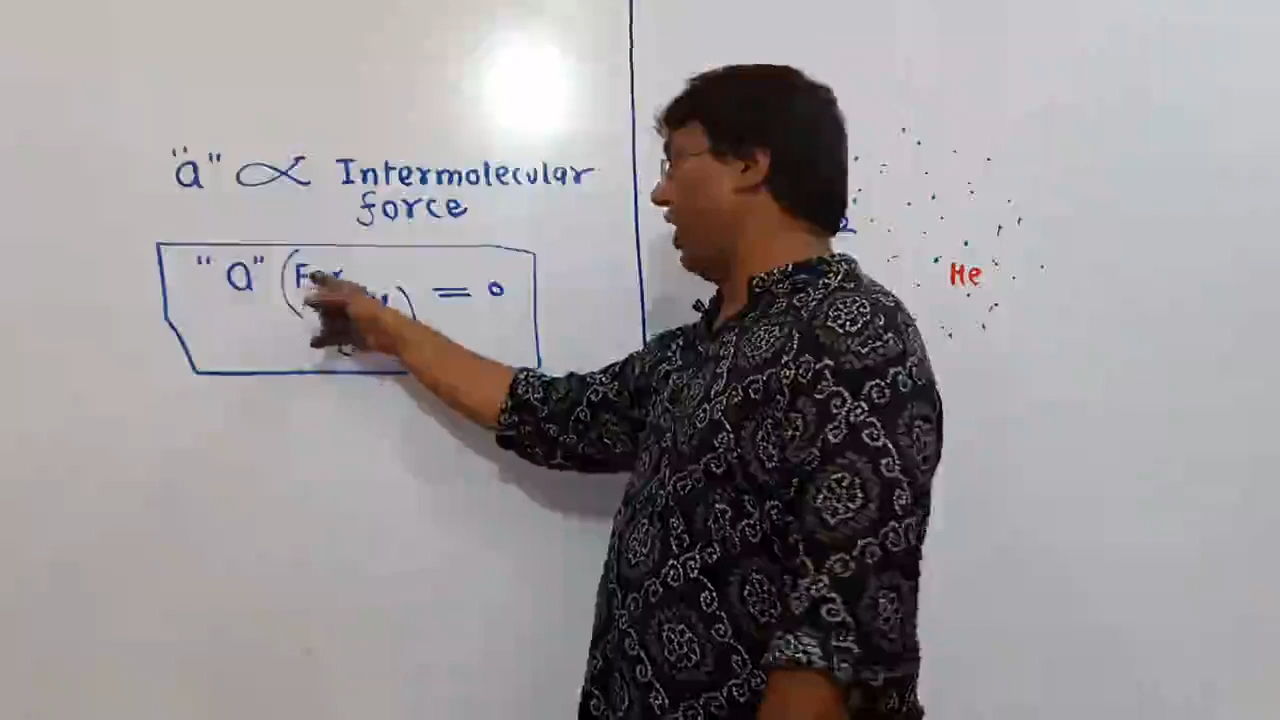 "a" ∝ Intermolecular
force
"a" (For ) = 0
He